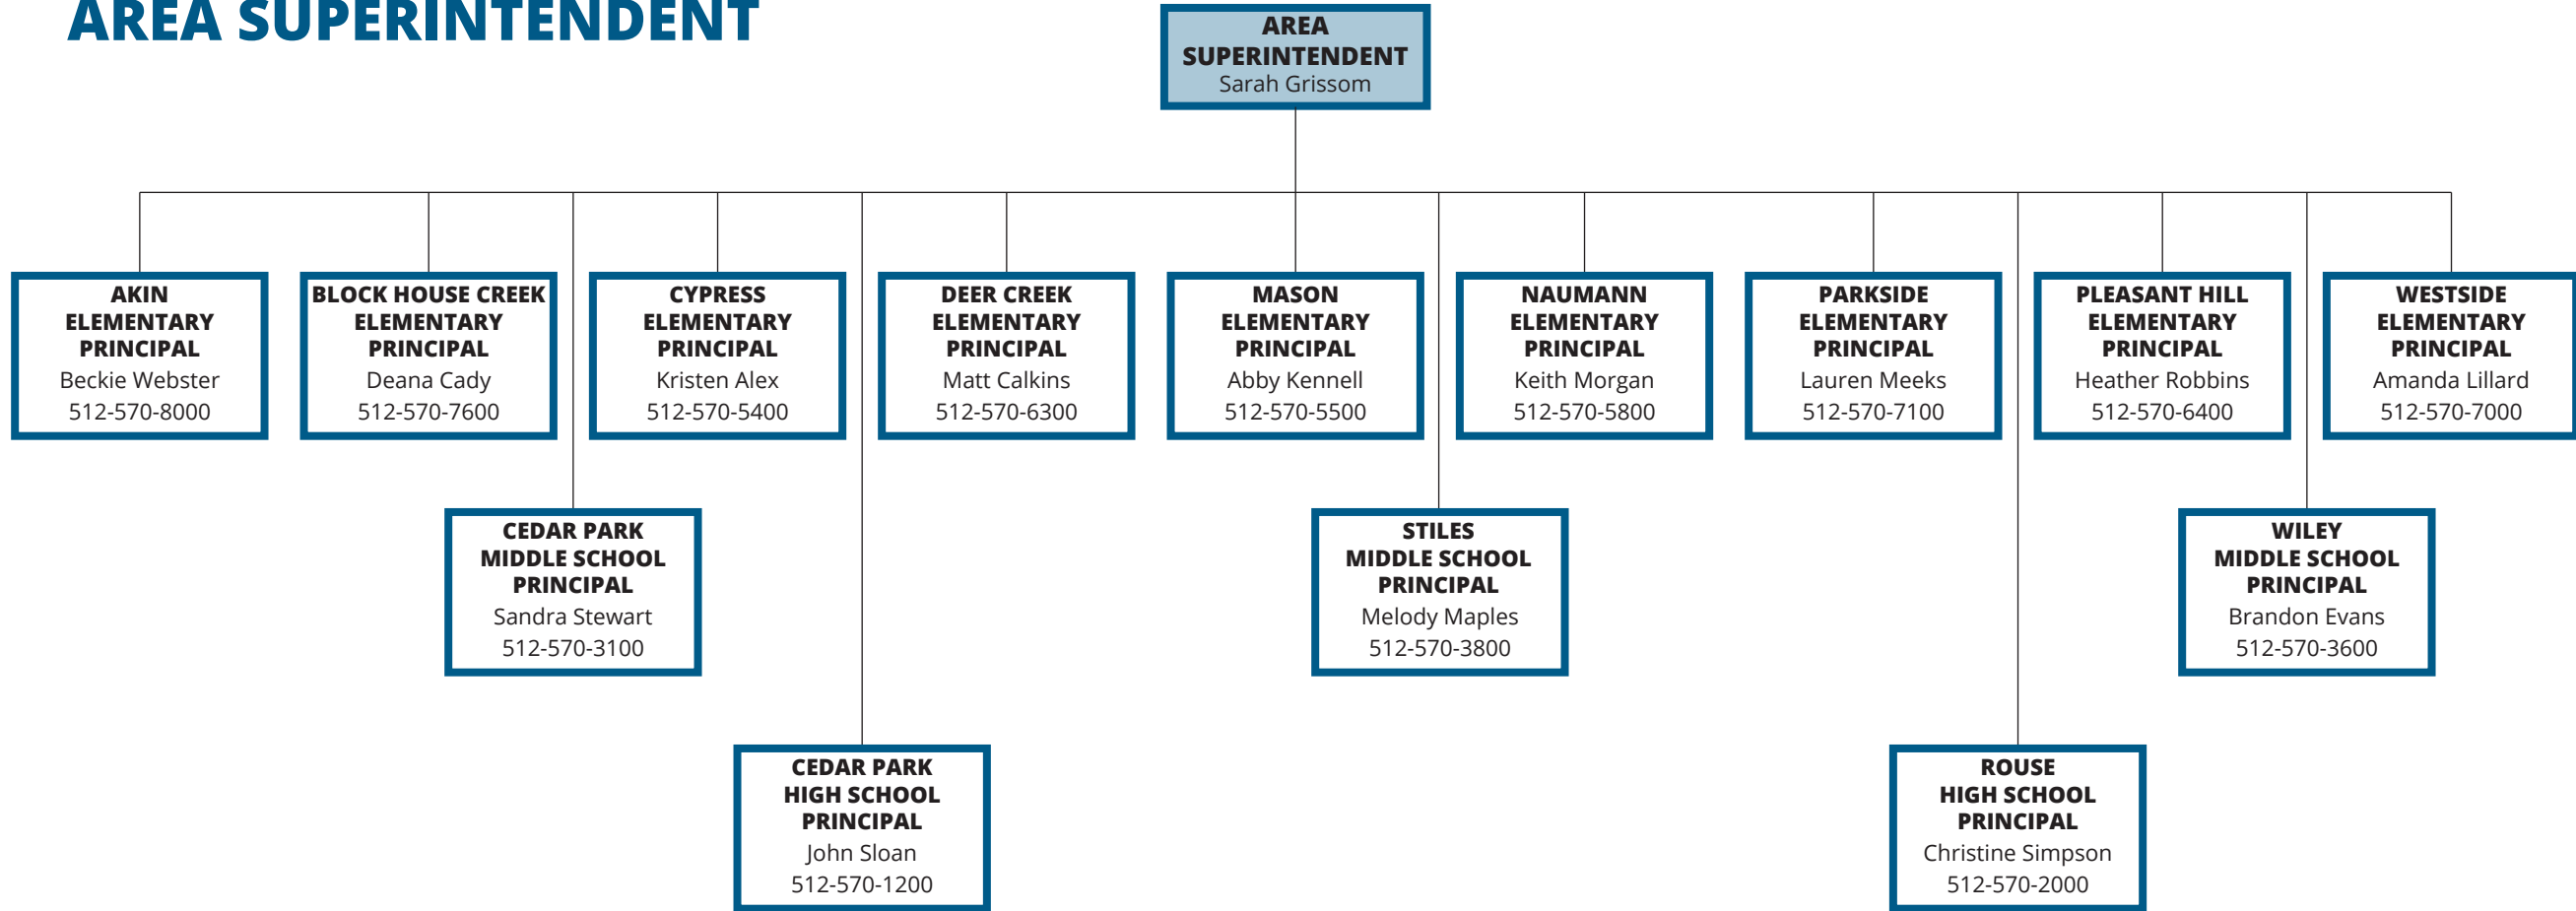 AREA SUPERINTENDENT
AREA
SUPERINTENDENT
Sarah Grissom
AKIN
ELEMENTARY
PRINCIPAL
Beckie Webster
512-570-8000
BLOCK HOUSE CREEK
ELEMENTARY
PRINCIPAL
Deana Cady
512-570-7600
CYPRESS
ELEMENTARY
PRINCIPAL
Kristen Alex
512-570-5400
DEER CREEK
ELEMENTARY
PRINCIPAL
Matt Calkins
512-570-6300
MASON
ELEMENTARY
PRINCIPAL
Abby Kennell
512-570-5500
NAUMANN
ELEMENTARY
PRINCIPAL
Keith Morgan
512-570-5800
PARKSIDE
ELEMENTARY
PRINCIPAL
Lauren Meeks
512-570-7100
PLEASANT HILL
ELEMENTARY
PRINCIPAL
Heather Robbins
512-570-6400
WESTSIDE
ELEMENTARY
PRINCIPAL
Amanda Lillard
512-570-7000
CEDAR PARK
MIDDLE SCHOOL
PRINCIPAL
Sandra Stewart
512-570-3100
STILES
MIDDLE SCHOOL
PRINCIPAL
Melody Maples
512-570-3800
WILEY
MIDDLE SCHOOL
PRINCIPAL
Brandon Evans
512-570-3600
CEDAR PARK
HIGH SCHOOL
PRINCIPAL
John Sloan
512-570-1200
ROUSE
HIGH SCHOOL
PRINCIPAL
Christine Simpson
512-570-2000